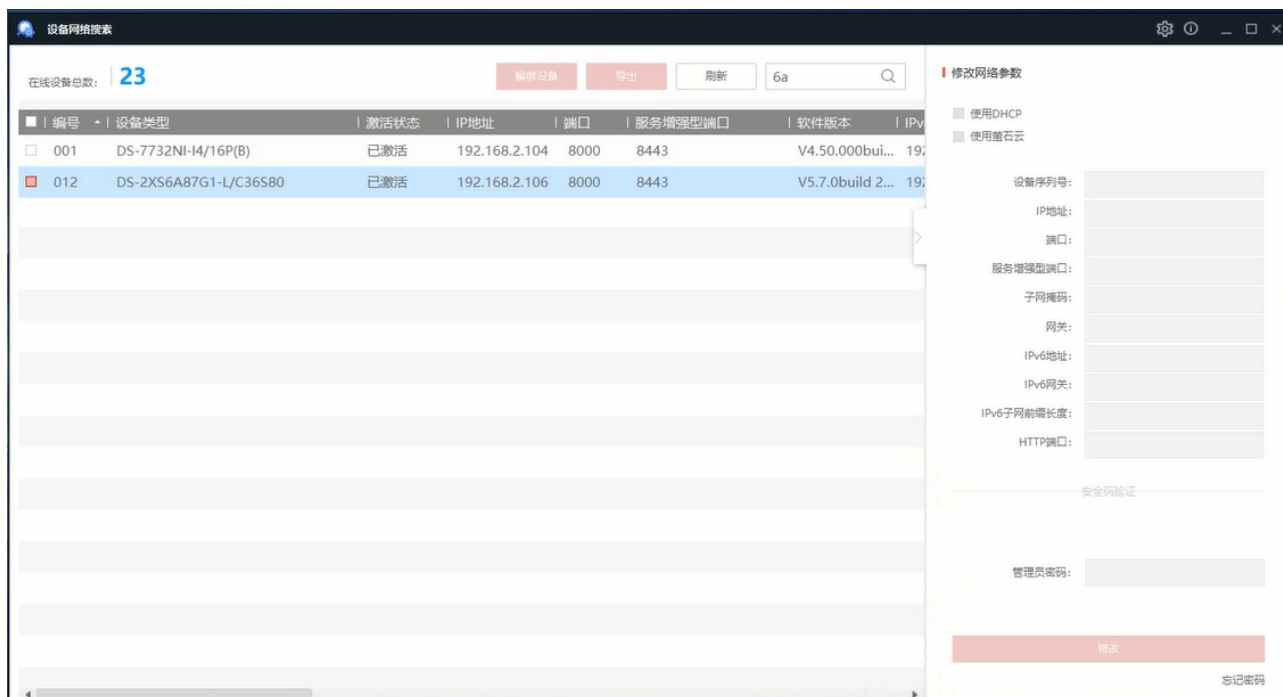 设备网络搜索
在线设备总数: 23 解绑设备 导出 刷新 6a
编号 设备类型 激活状态 IP地址 端口 服务增强型端口 软件版本 IPv
001 DS-7732NI-I4/16P(B) 已激活 192.168.2.104 8000 8443 V4.50.000bui... 192
012 DS-2XS6A87G1-L/C36S80 已激活 192.168.2.106 8000 8443 V5.7.0build 2... 192
修改网络参数
使用DHCP
使用萤石云
设备序列号:
IP地址:
端口:
服务增强型端口:
子网掩码:
网关:
IPv6地址:
IPv6网关:
IPv6子网前缀长度:
HTTP端口:
安全码验证
管理员密码:
修改
忘记密码